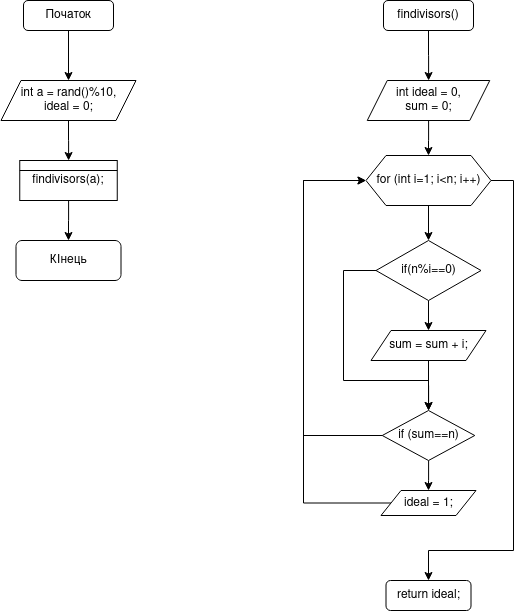 Початок
int a = rand()%10,
ideal = 0;
findivisors(a);
КІнець
findivisors()
int ideal = 0,
sum = 0;
for (int i=1; i<n; i++)
if(n%i==0)
sum = sum + i;
if (sum==n)
ideal = 1;
return ideal;